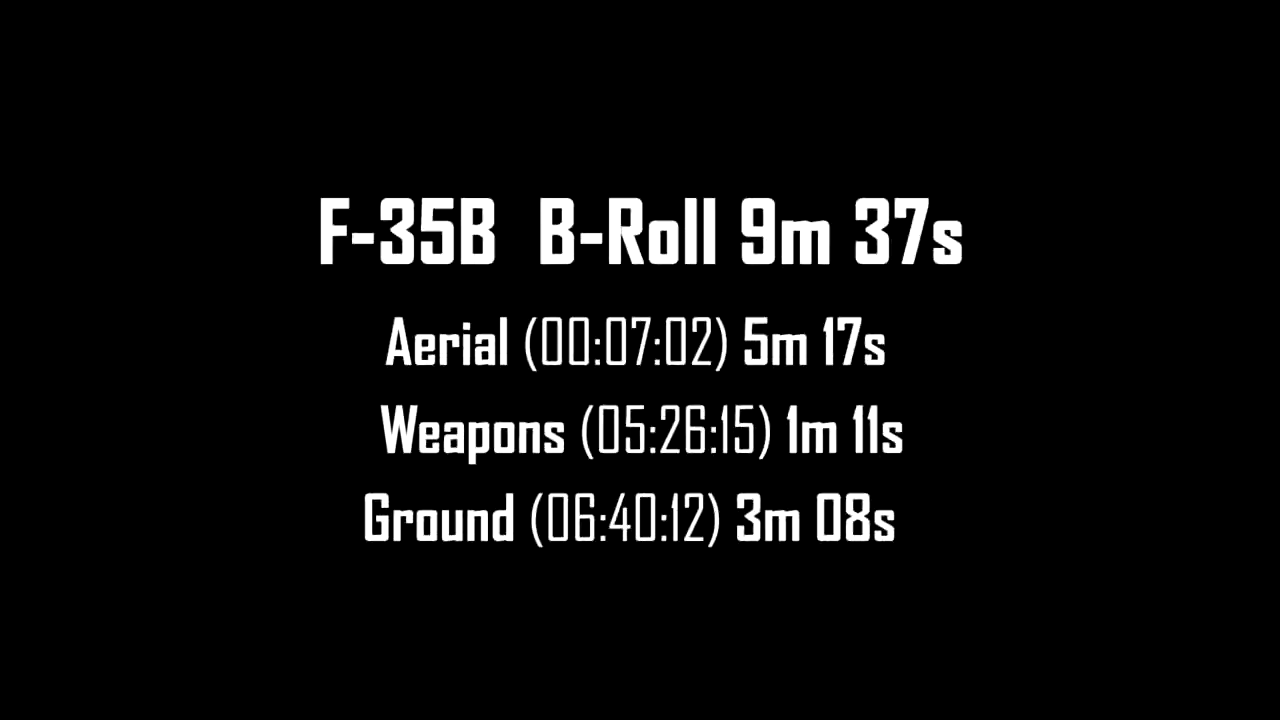 F-35B  B-Roll 9m 37s
Aerial (00:07:02) 5m 17s
Weapons (05:26:15) 1m 11s
Ground (06:40:12) 3m 08s